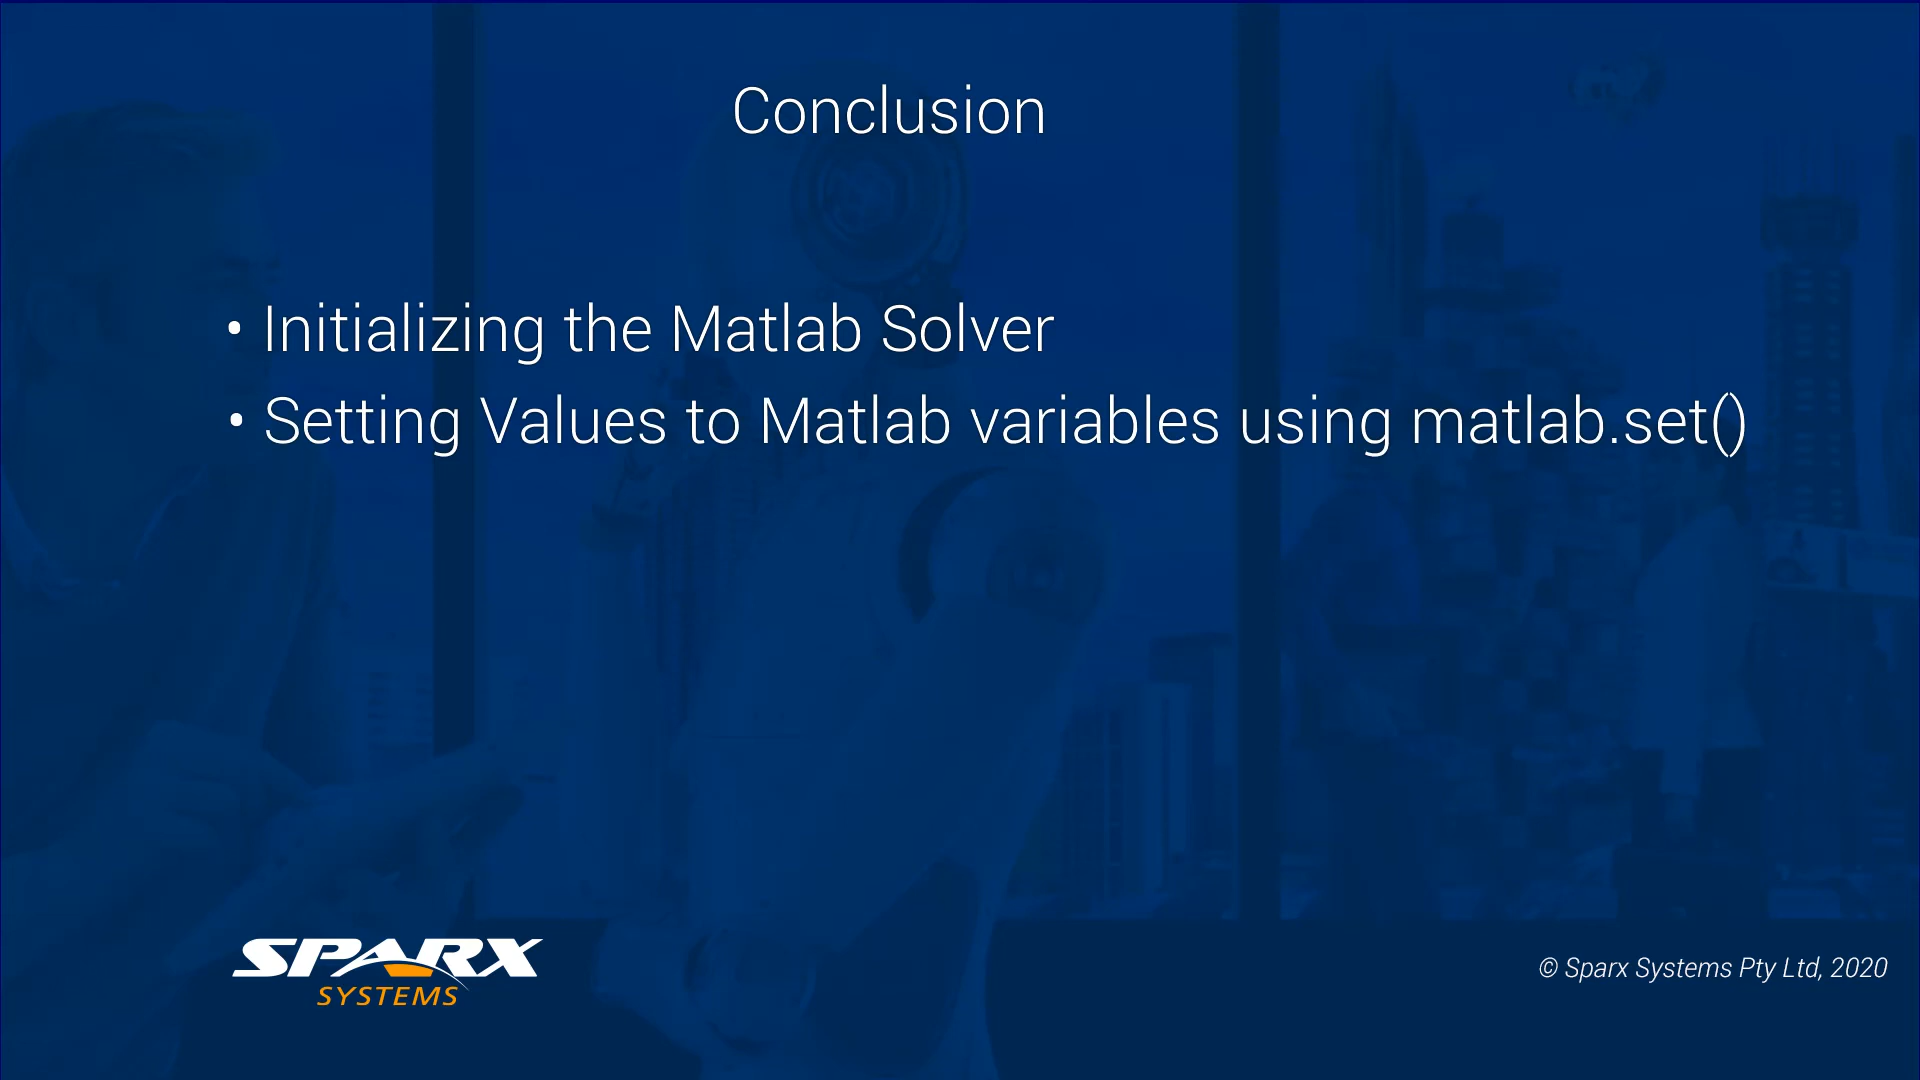 Conclusion
• Initializing the Matlab Solver
• Setting Values to Matlab variables using matlab.set()
SPARX
SYSTEMS
© Sparx Systems Pty Ltd, 2020